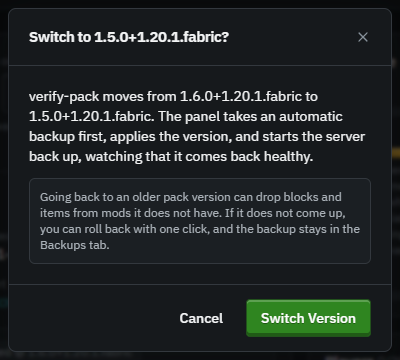 Switch to 1.5.0+1.20.1.fabric?
verify-pack moves from 1.6.0+1.20.1.fabric to
1.5.0+1.20.1.fabric. The panel takes an automatic
backup first, applies the version, and starts the server
back up, watching that it comes back healthy.
Going back to an older pack version can drop blocks and
items from mods it does not have. If it does not come up,
you can roll back with one click, and the backup stays in the
Backups tab.
Cancel
Switch Version